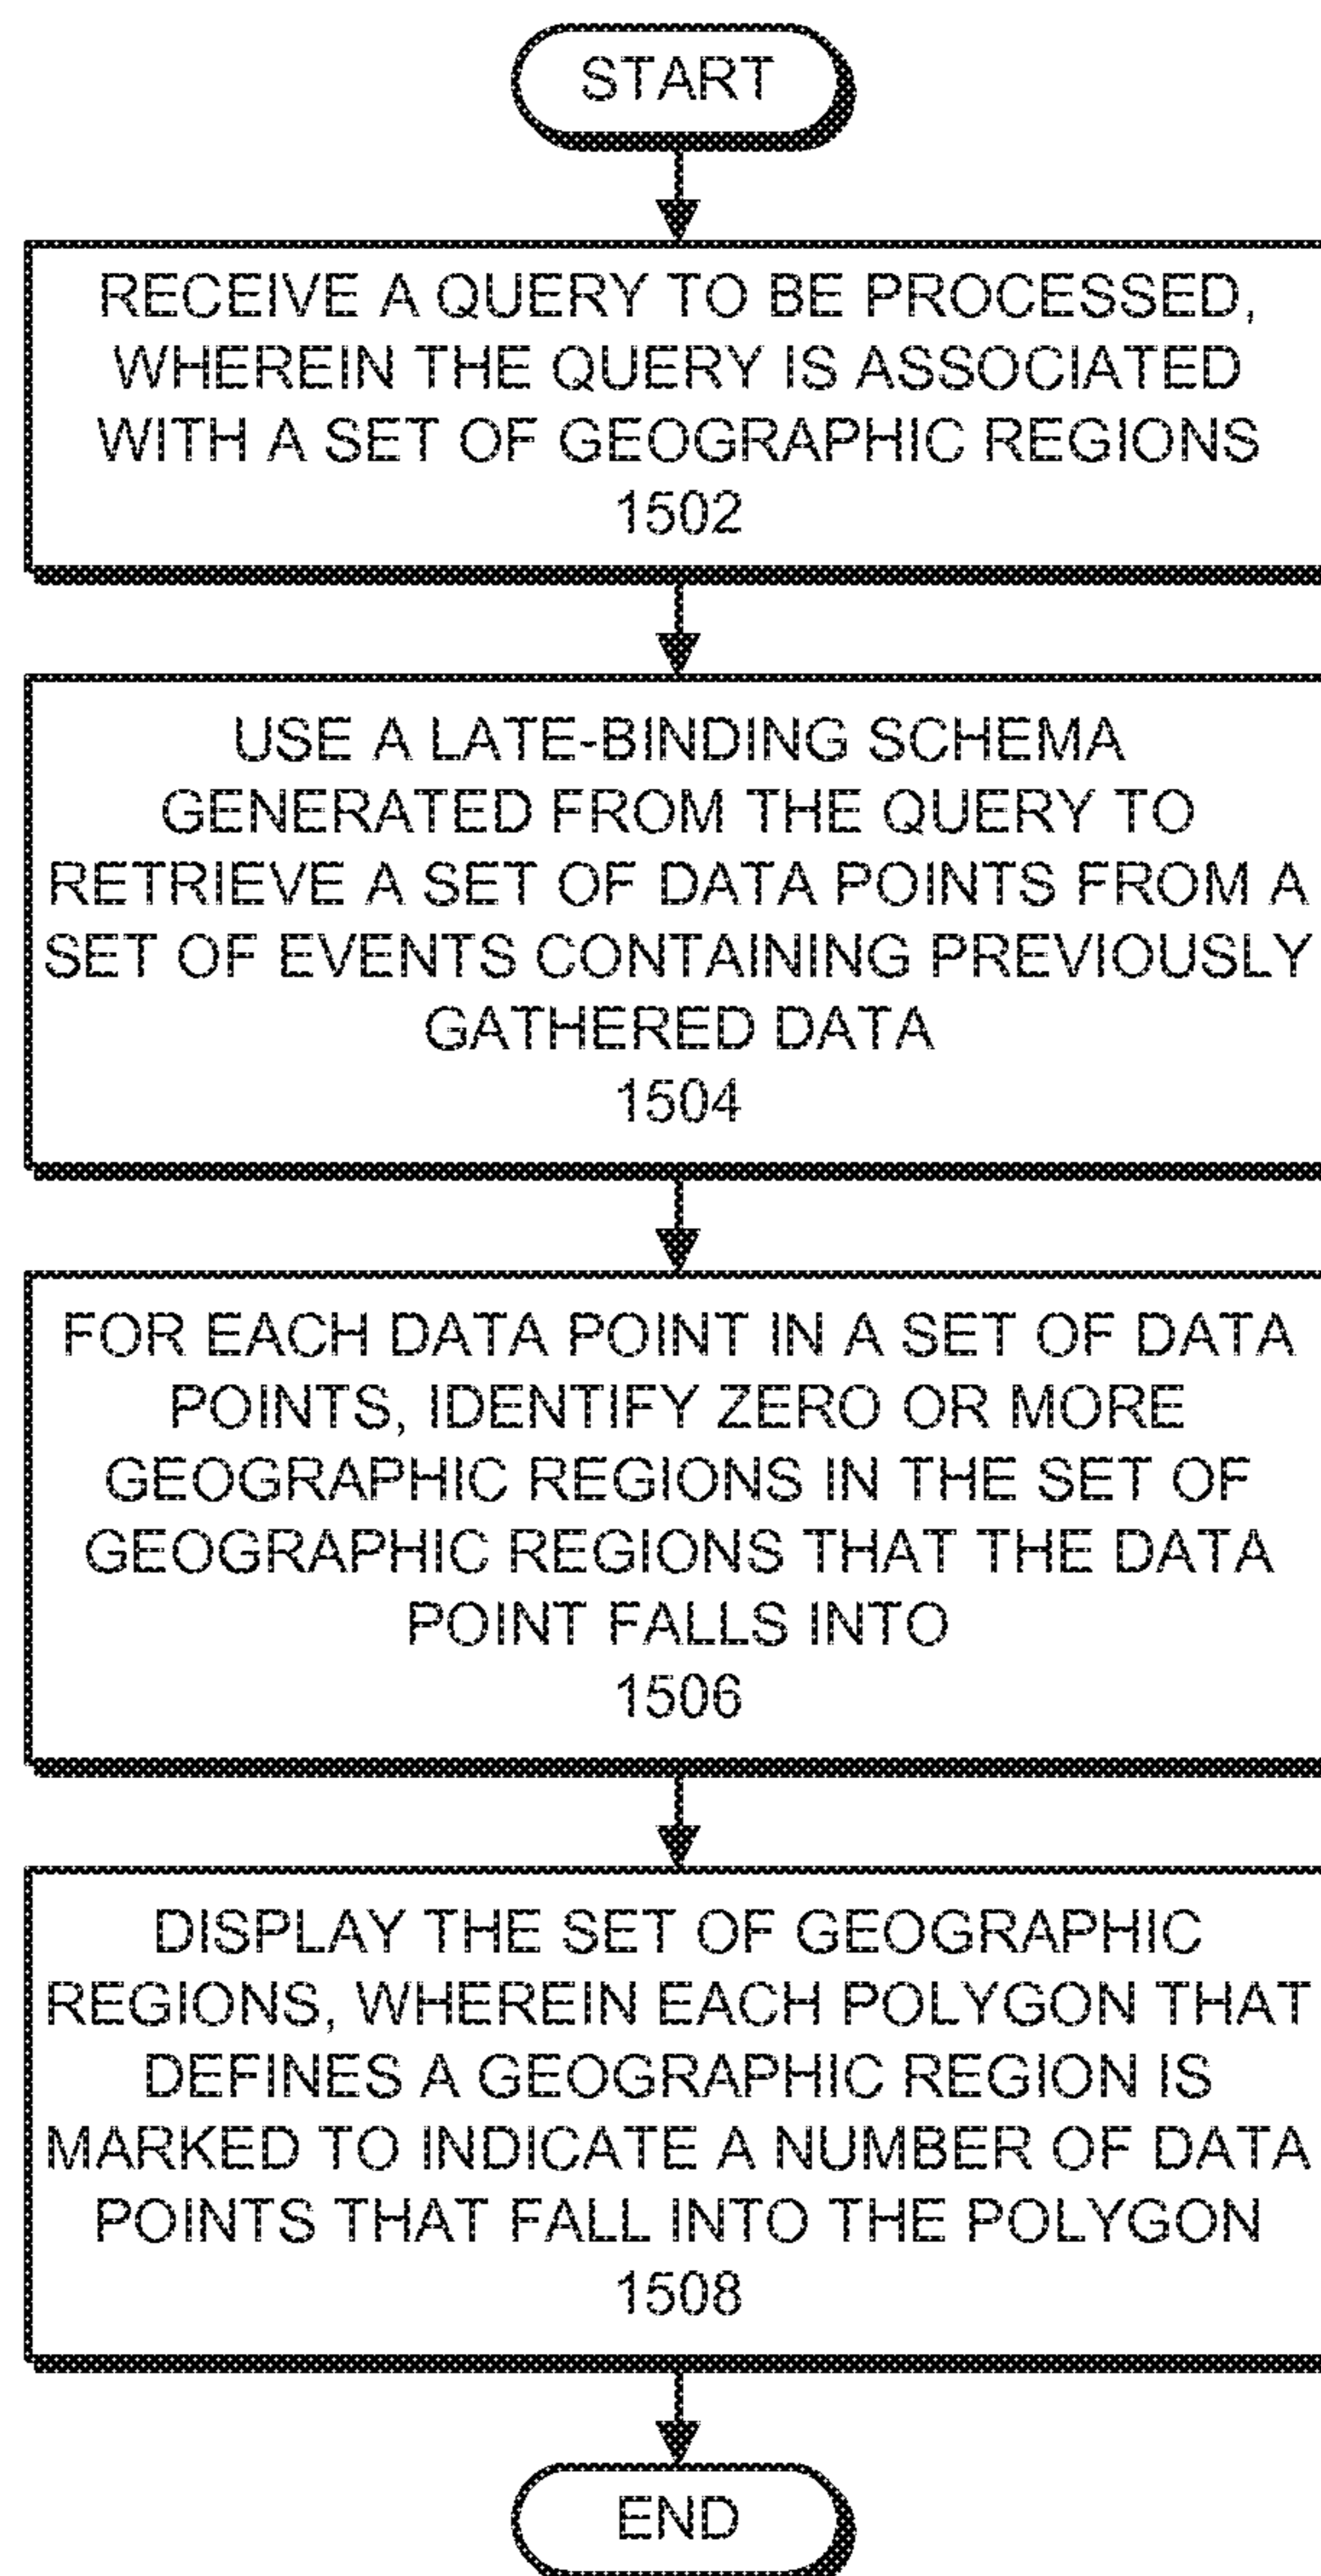 START
RECEIVE A QUERY TO BE PROCESSED,
WHEREIN THE QUERY IS ASSOCIATED
WITH A SET OF GEOGRAPHIC REGIONS
1502
USE A LATE-BINDING SCHEMA
GENERATED FROM THE QUERY TO
RETRIEVE A SET OF DATA POINTS FROM A
SET OF EVENTS CONTAINING PREVIOUSLY
GATHERED DATA
1504
FOR EACH DATA POINT IN A SET OF DATA
POINTS, IDENTIFY ZERO OR MORE
GEOGRAPHIC REGIONS IN THE SET OF
GEOGRAPHIC REGIONS THAT THE DATA
POINT FALLS INTO
1506
DISPLAY THE SET OF GEOGRAPHIC
REGIONS, WHEREIN EACH POLYGON THAT
DEFINES A GEOGRAPHIC REGION IS
MARKED TO INDICATE A NUMBER OF DATA
POINTS THAT FALL INTO THE POLYGON
1508
END